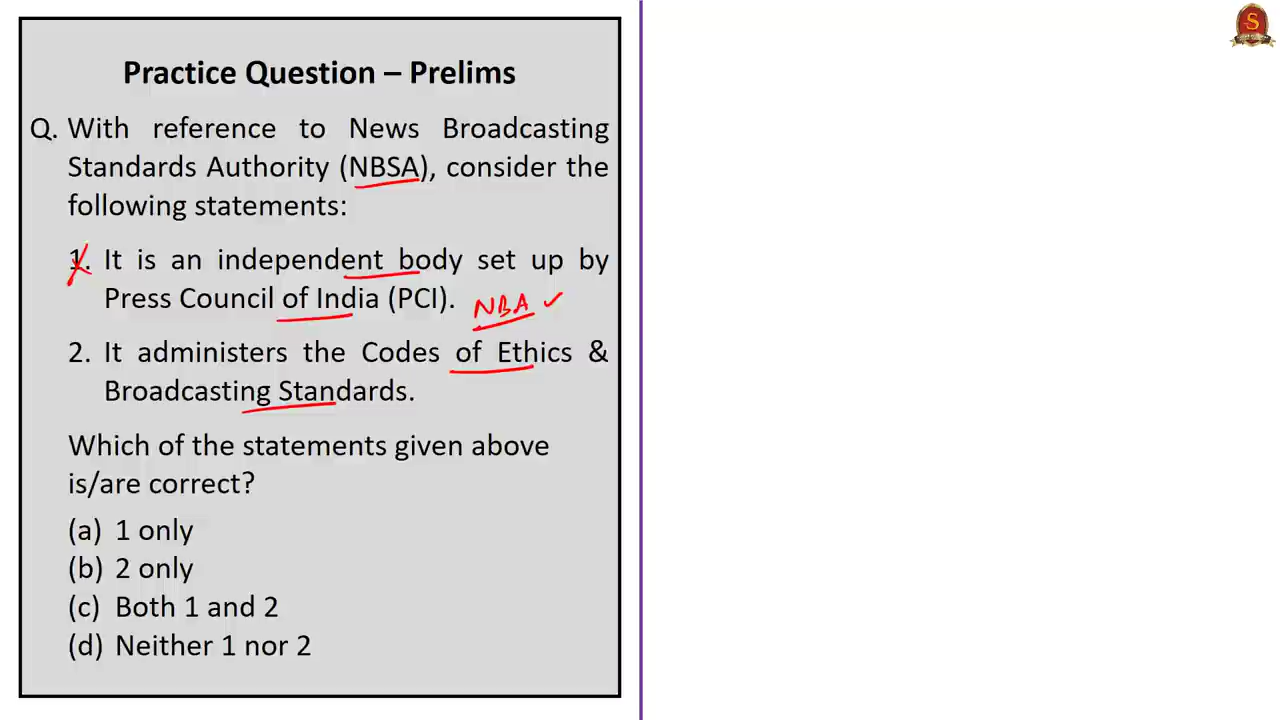 Practice Question – Prelims
Q. With reference to News Broadcasting
Standards Authority (NBSA), consider the
following statements:
1. It is an independent body set up by
Press Council of India (PCI).
NBA ✓
2. It administers the Codes of Ethics &
Broadcasting Standards.
Which of the statements given above
is/are correct?
(a) 1 only
(b) 2 only
(c) Both 1 and 2
(d) Neither 1 nor 2
S